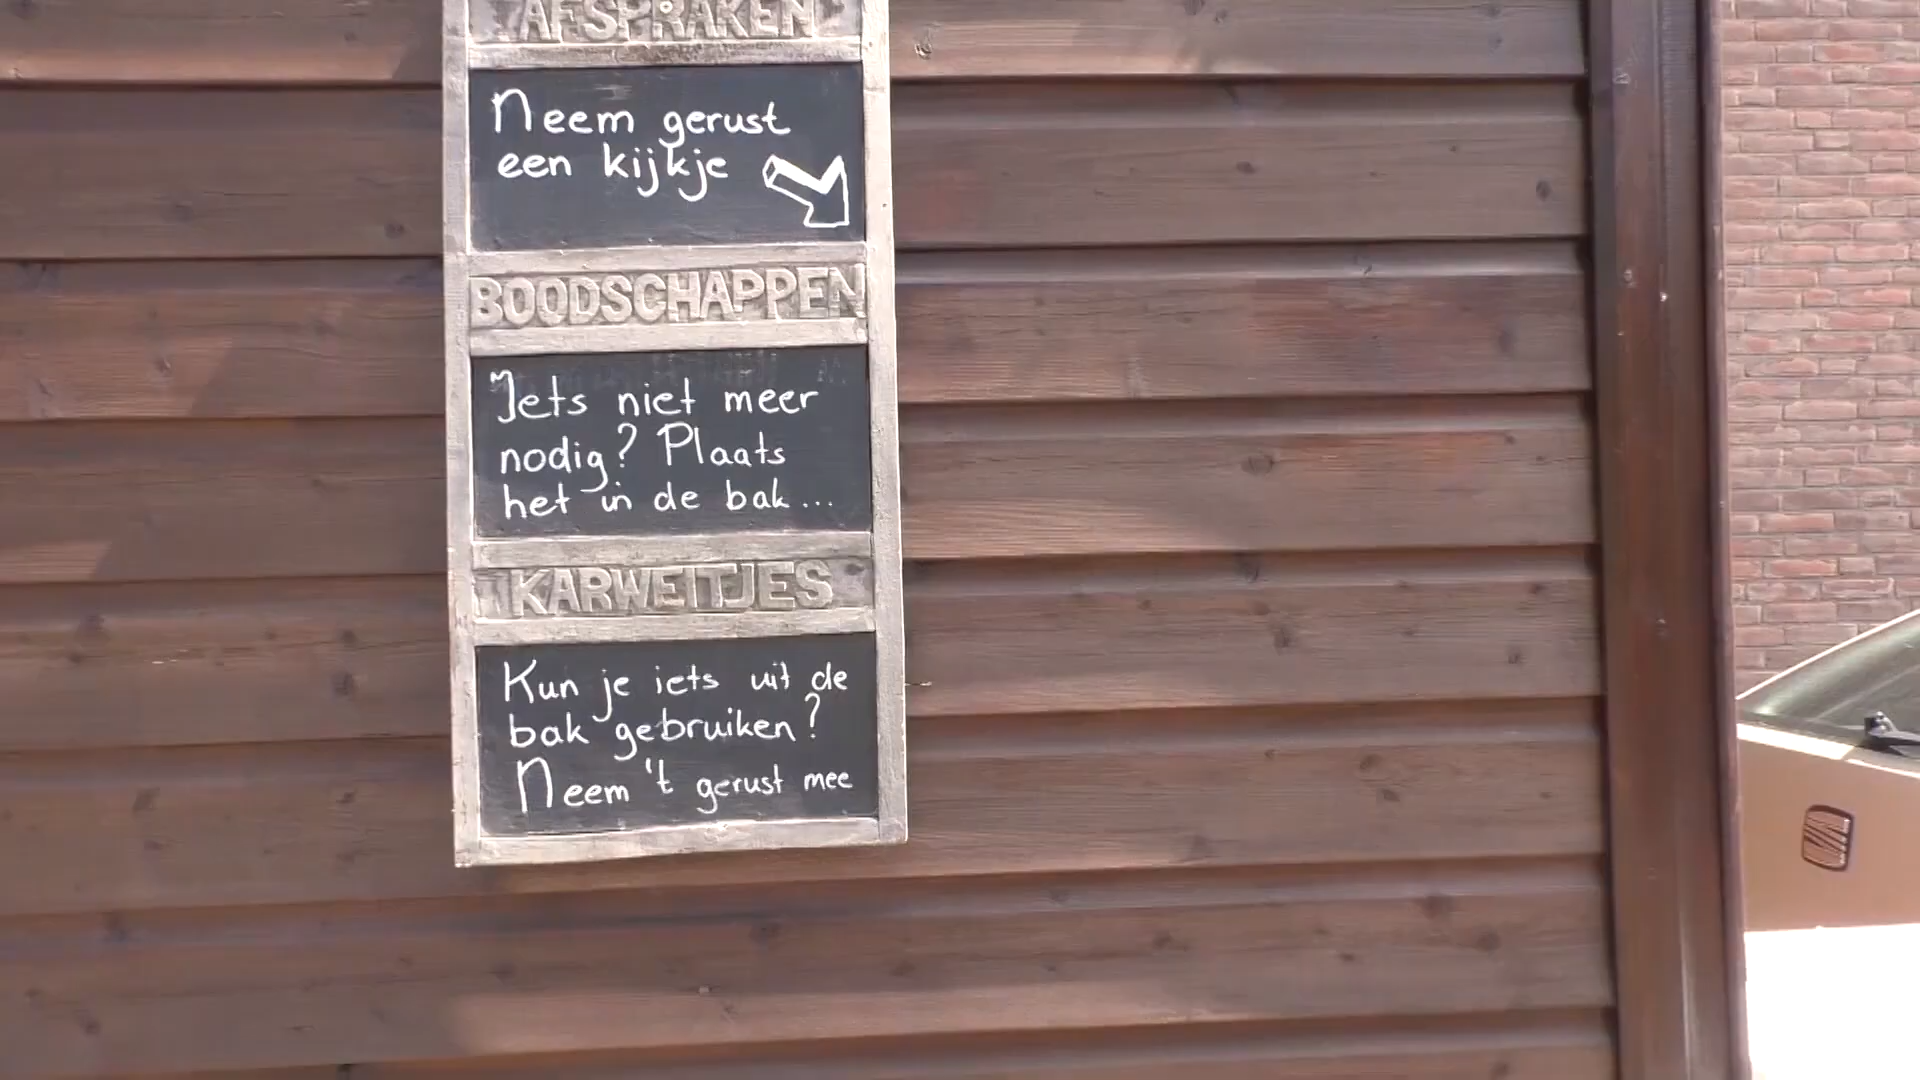 AFSPRAKEN
Neem gerust
een kijkje
BOODSCHAPPEN
Iets niet meer
nodig? Plaats
het in de bak...
KARWEITJES
Kun je iets uit de
bak gebruiken?
Neem 't gerust mee